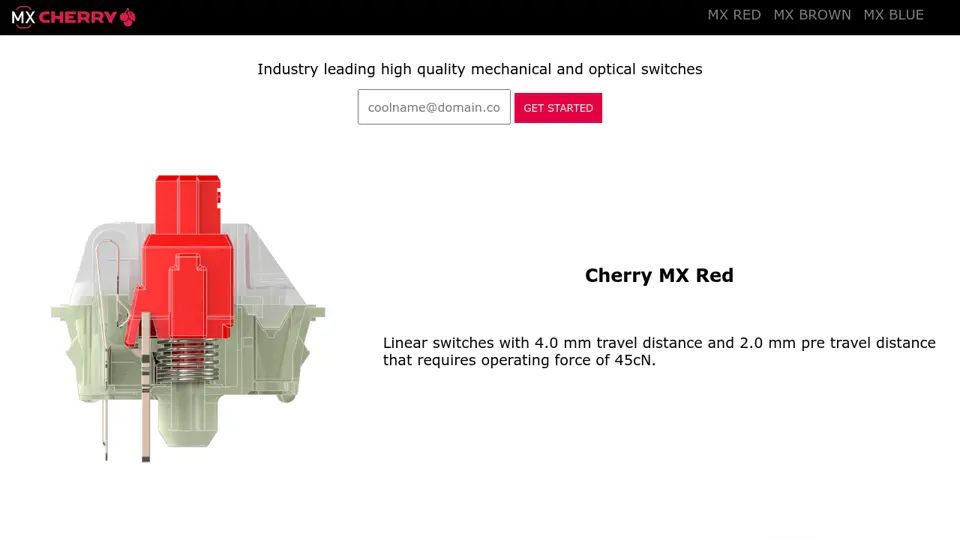 MX CHERRY
MX RED MX BROWN MX BLUE
Industry leading high quality mechanical and optical switches
coolname@domain.co
GET STARTED
Cherry MX Red
Linear switches with 4.0 mm travel distance and 2.0 mm pre travel distance
that requires operating force of 45cN.